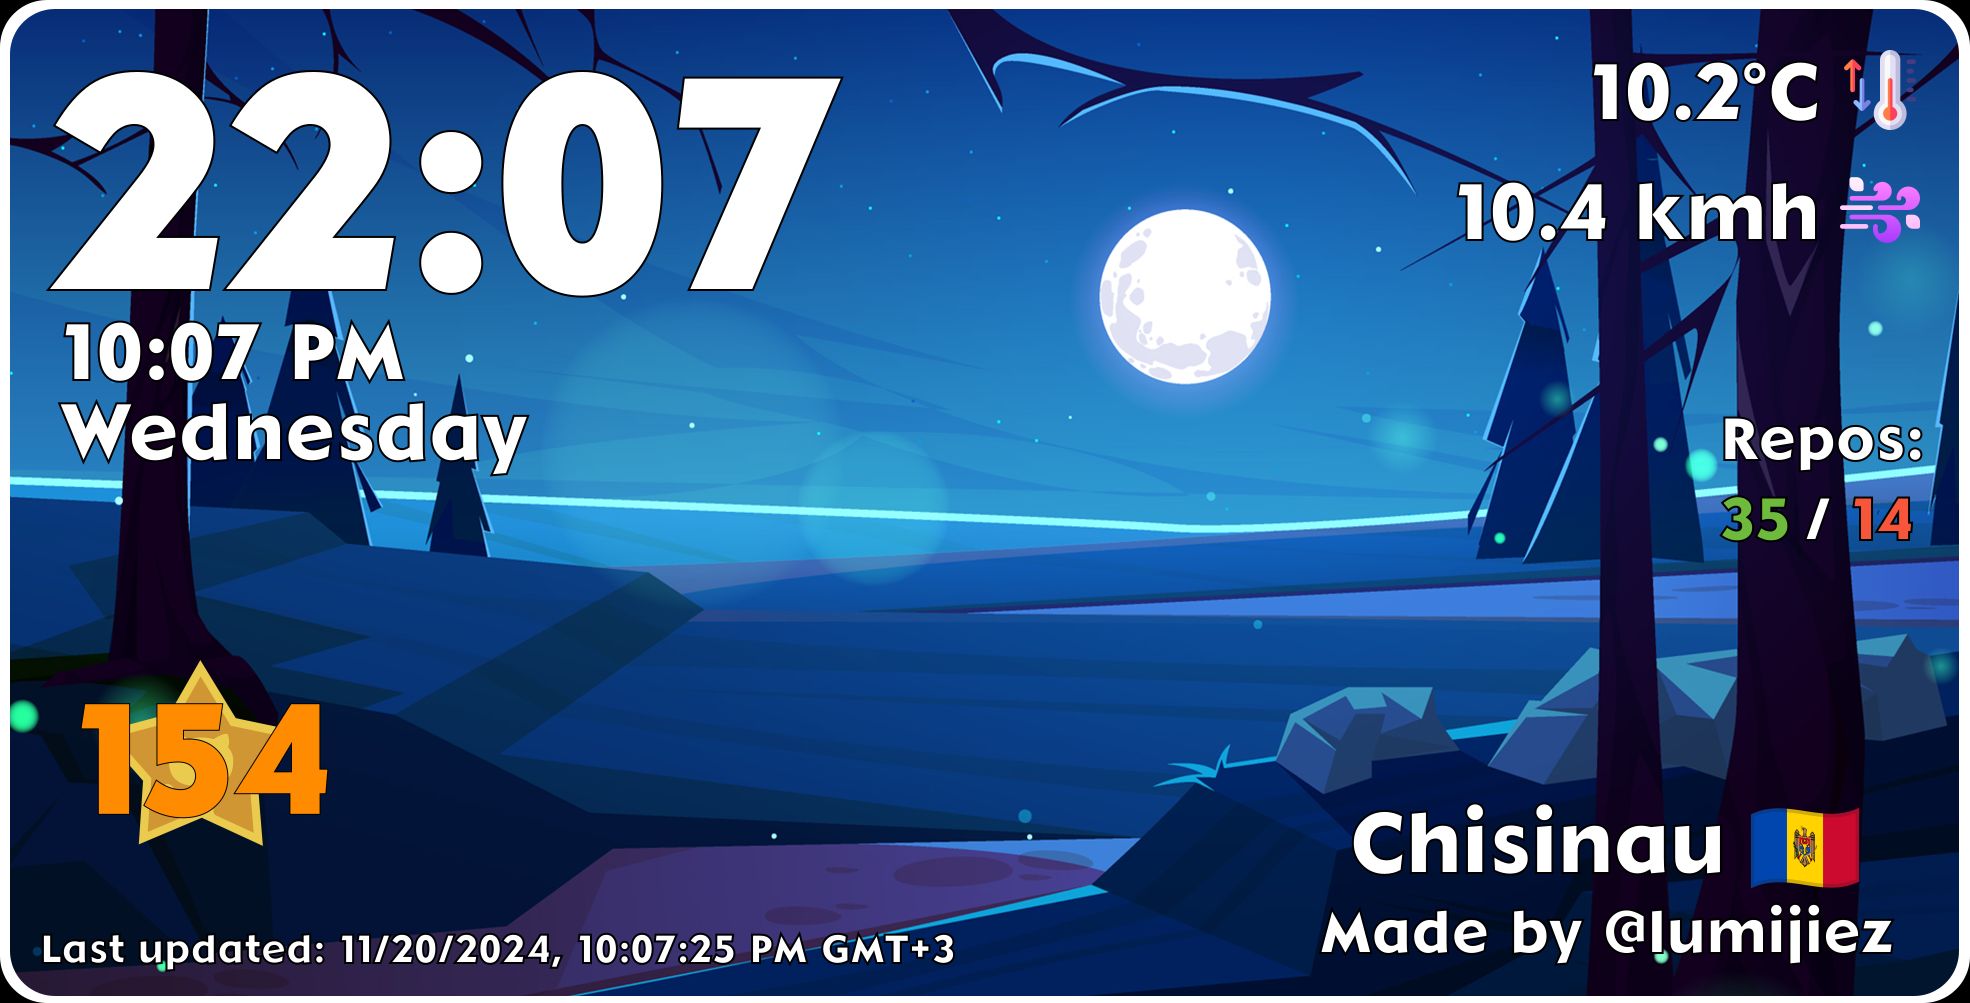 22:07
10:07 PM
Wednesday
10.2°C
10.4 kmh
Repos:
35 / 14
154
Chisinau
Made by @lumijiez
Last updated: 11/20/2024, 10:07:25 PM GMT+3